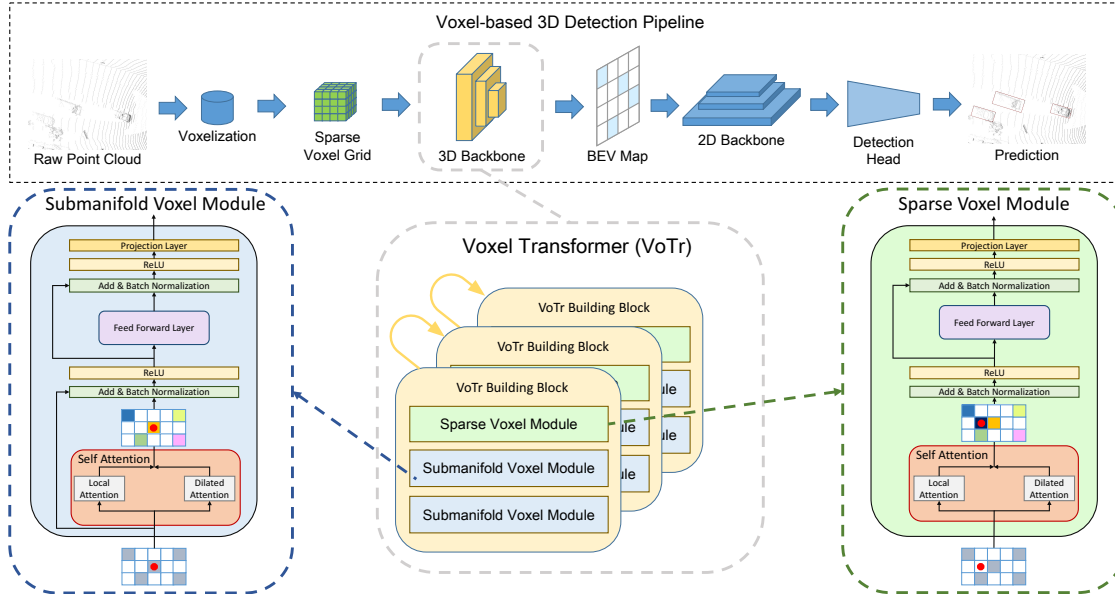 Voxel-based 3D Detection Pipeline
Raw Point Cloud
Voxelization
Sparse
Voxel Grid
3D Backbone
BEV Map
2D Backbone
Detection
Head
Prediction
Submanifold Voxel Module
Projection Layer
ReLU
Add & Batch Normalization
Feed Forward Layer
ReLU
Add & Batch Normalization
Self Attention
Local
Attention
Dilated
Attention
Voxel Transformer (VoTr)
VoTr Building Block
VoTr Building Block
VoTr Building Block
Sparse Voxel Module
Submanifold Voxel Module
Submanifold Voxel Module
Sparse Voxel Module
Projection Layer
ReLU
Add & Batch Normalization
Feed Forward Layer
ReLU
Add & Batch Normalization
Self Attention
Local
Attention
Dilated
Attention